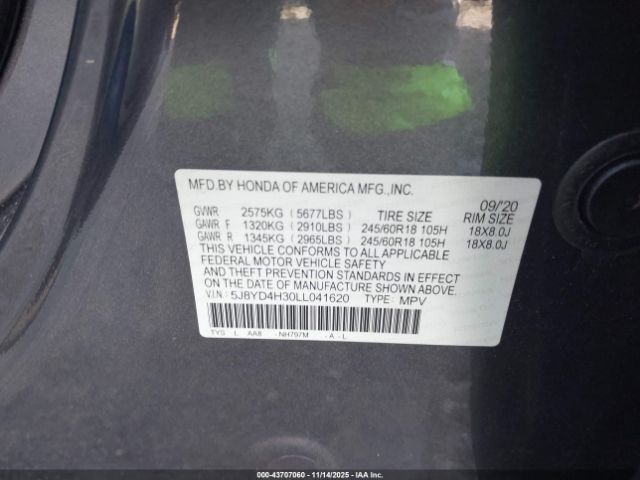 MFD.BY HONDA OF AMERICA MFG.,INC.
09/'20
GVWR 2575KG (5677LBS) TIRE SIZE RIM SIZE
GAWR F 1320KG (2910LBS) 245/60R18 105H 18X8.0J
GAWR R 1345KG (2965LBS) 245/60R18 105H 18X8.0J
THIS VEHICLE CONFORMS TO ALL APPLICABLE
FEDERAL MOTOR VEHICLE SAFETY
AND THEFT PREVENTION STANDARDS IN EFFECT
ON THE DATE OF MANUFACTURE SHOWN ABOVE.
V.I.N.: 5J8YD4H30LL041620 TYPE: MPV
TYS L AA8 -NH797M -A -L
000-43707060 | 11/14/2025 | IAAI.COM